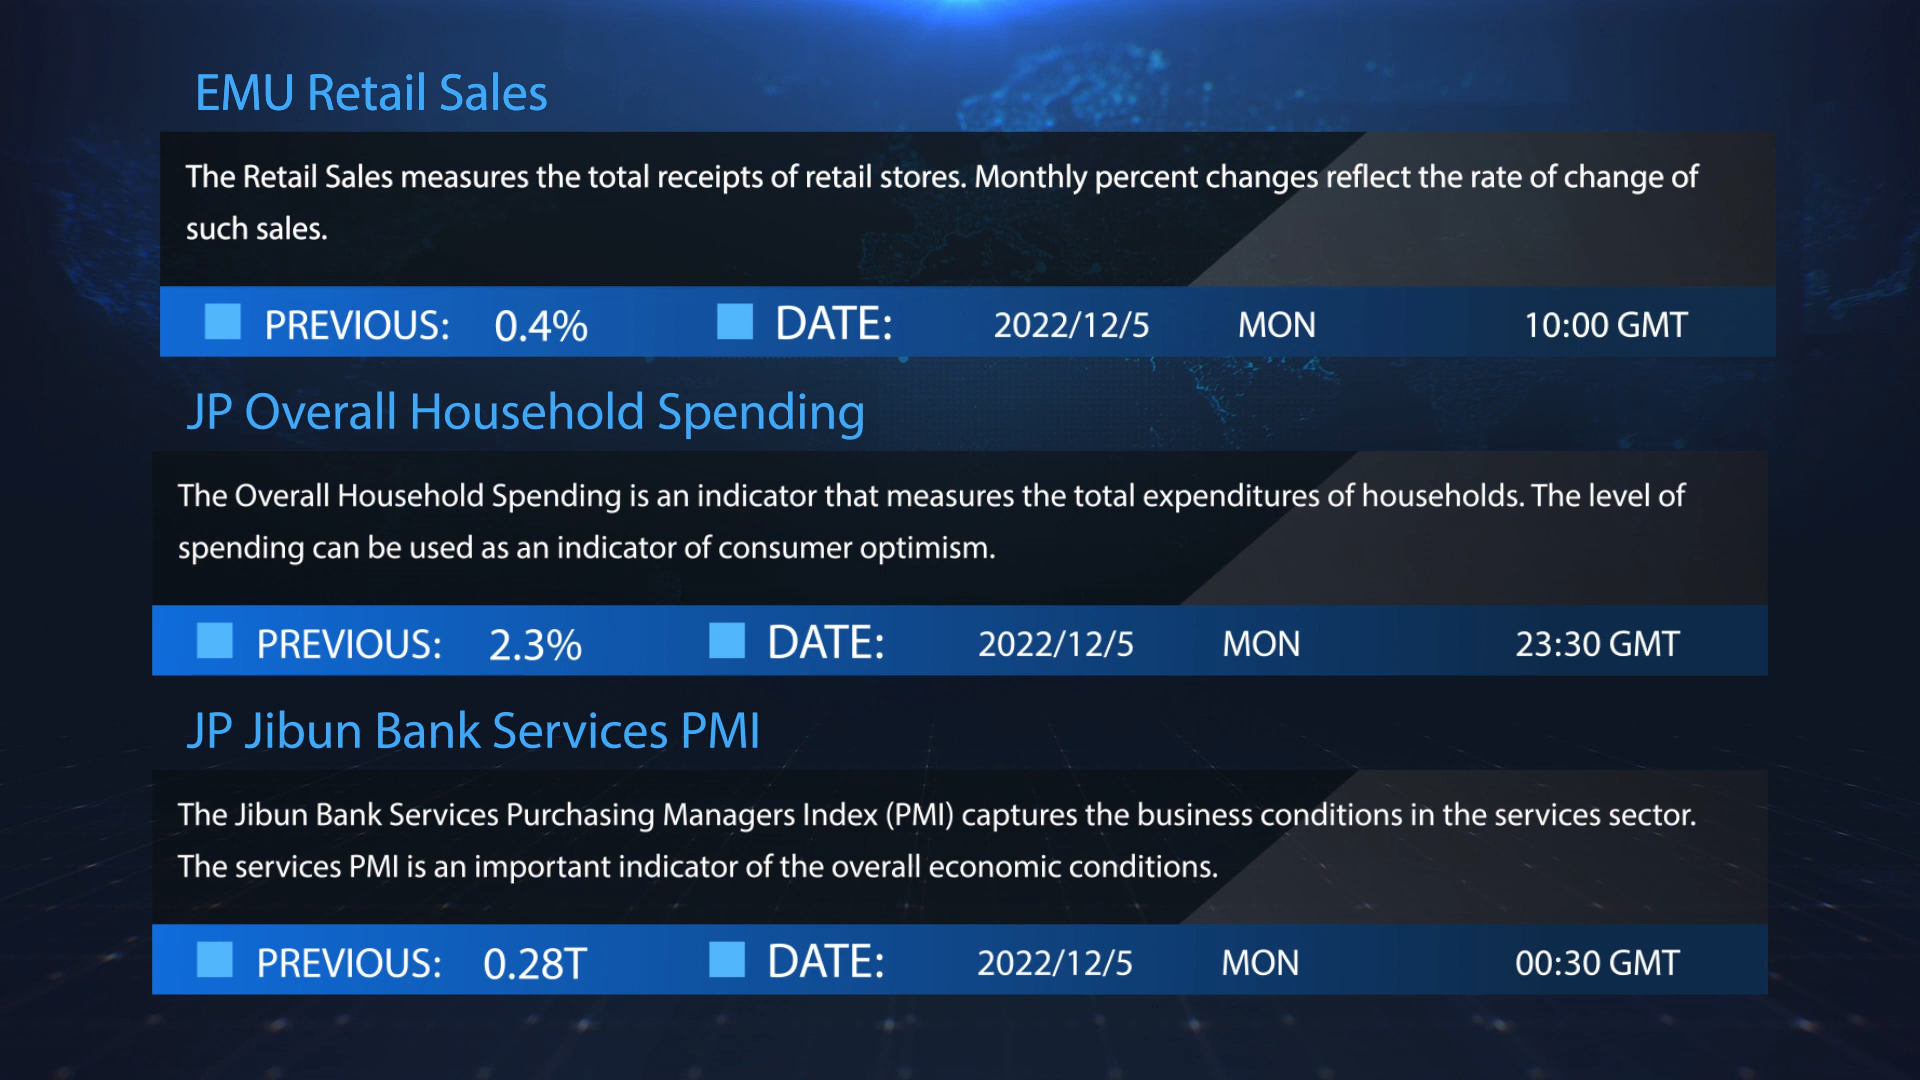 EMU Retail Sales
The Retail Sales measures the total receipts of retail stores. Monthly percent changes reflect the rate of change of
such sales.
PREVIOUS: 0.4% DATE: 2022/12/5 MON 10:00 GMT
JP Overall Household Spending
The Overall Household Spending is an indicator that measures the total expenditures of households. The level of
spending can be used as an indicator of consumer optimism.
PREVIOUS: 2.3% DATE: 2022/12/5 MON 23:30 GMT
JP Jibun Bank Services PMI
The Jibun Bank Services Purchasing Managers Index (PMI) captures the business conditions in the services sector.
The services PMI is an important indicator of the overall economic conditions.
PREVIOUS: 0.28T DATE: 2022/12/5 MON 00:30 GMT